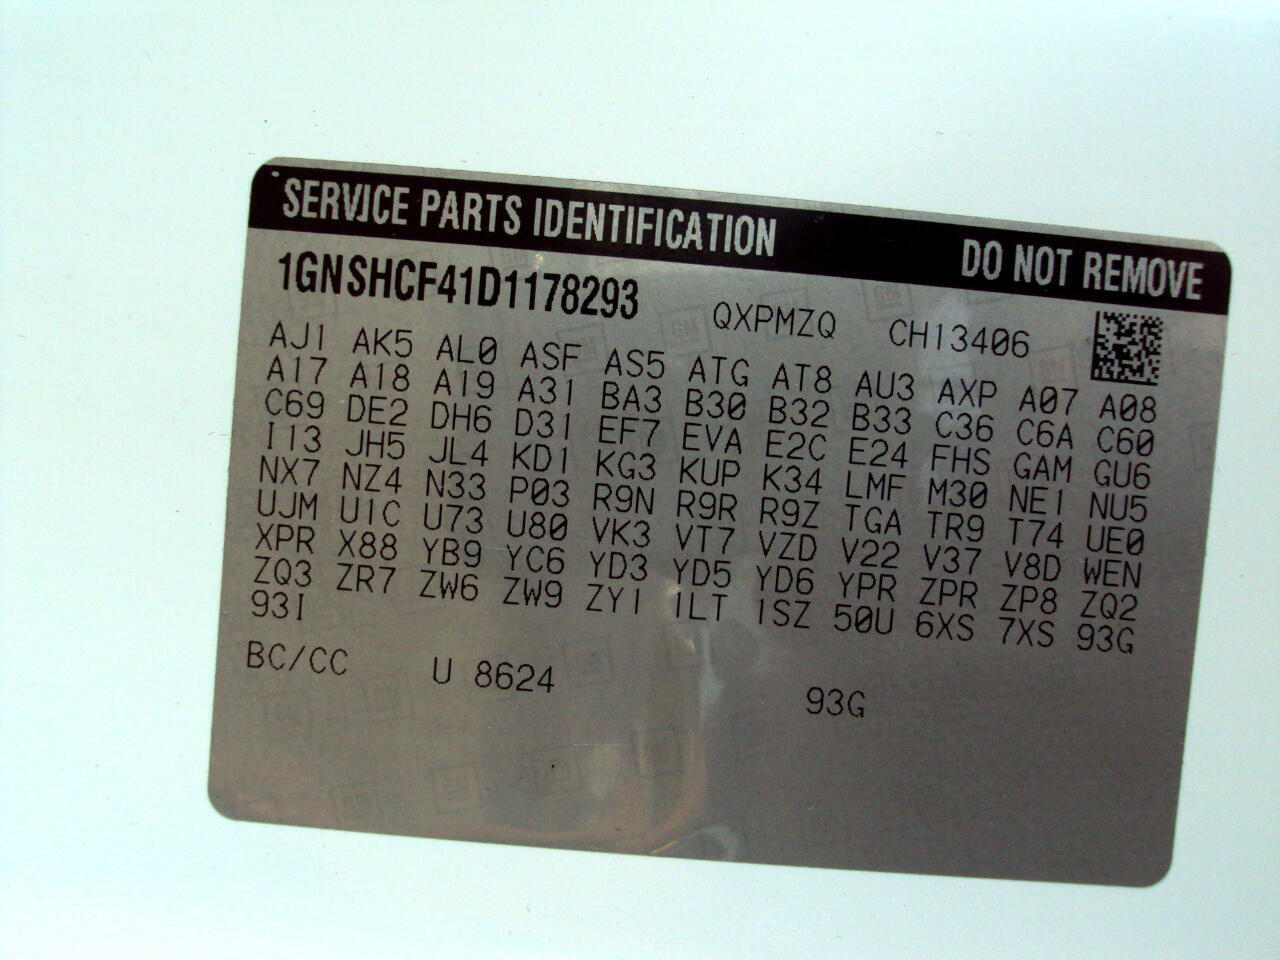 SERVICE PARTS IDENTIFICATION DO NOT REMOVE
1GNSHCF41D1178293 QXPMZQ CH13406
AJ1 AK5 AL0 ASF AS5 ATG AT8 AU3 AXP A07 A08
A17 A18 A19 A31 BA3 B30 B32 B33 C36 C6A C60
C69 DE2 DH6 D31 EF7 EVA E2C E24 FHS GAM GU6
I13 JH5 JL4 KD1 KG3 KUP K34 LMF M30 NE1 NU5
NX7 NZ4 N33 P03 R9N R9R R9Z TGA TR9 T74 UE0
UJM U1C U73 U80 VK3 VT7 VZD V22 V37 V8D WEN
XPR X88 YB9 YC6 YD3 YD5 YD6 YPR ZPR ZP8 ZQ2
ZQ3 ZR7 ZW6 ZW9 ZY1 1LT 1SZ 50U 6XS 7XS 93G
93I
BC/CC U 8624 93G